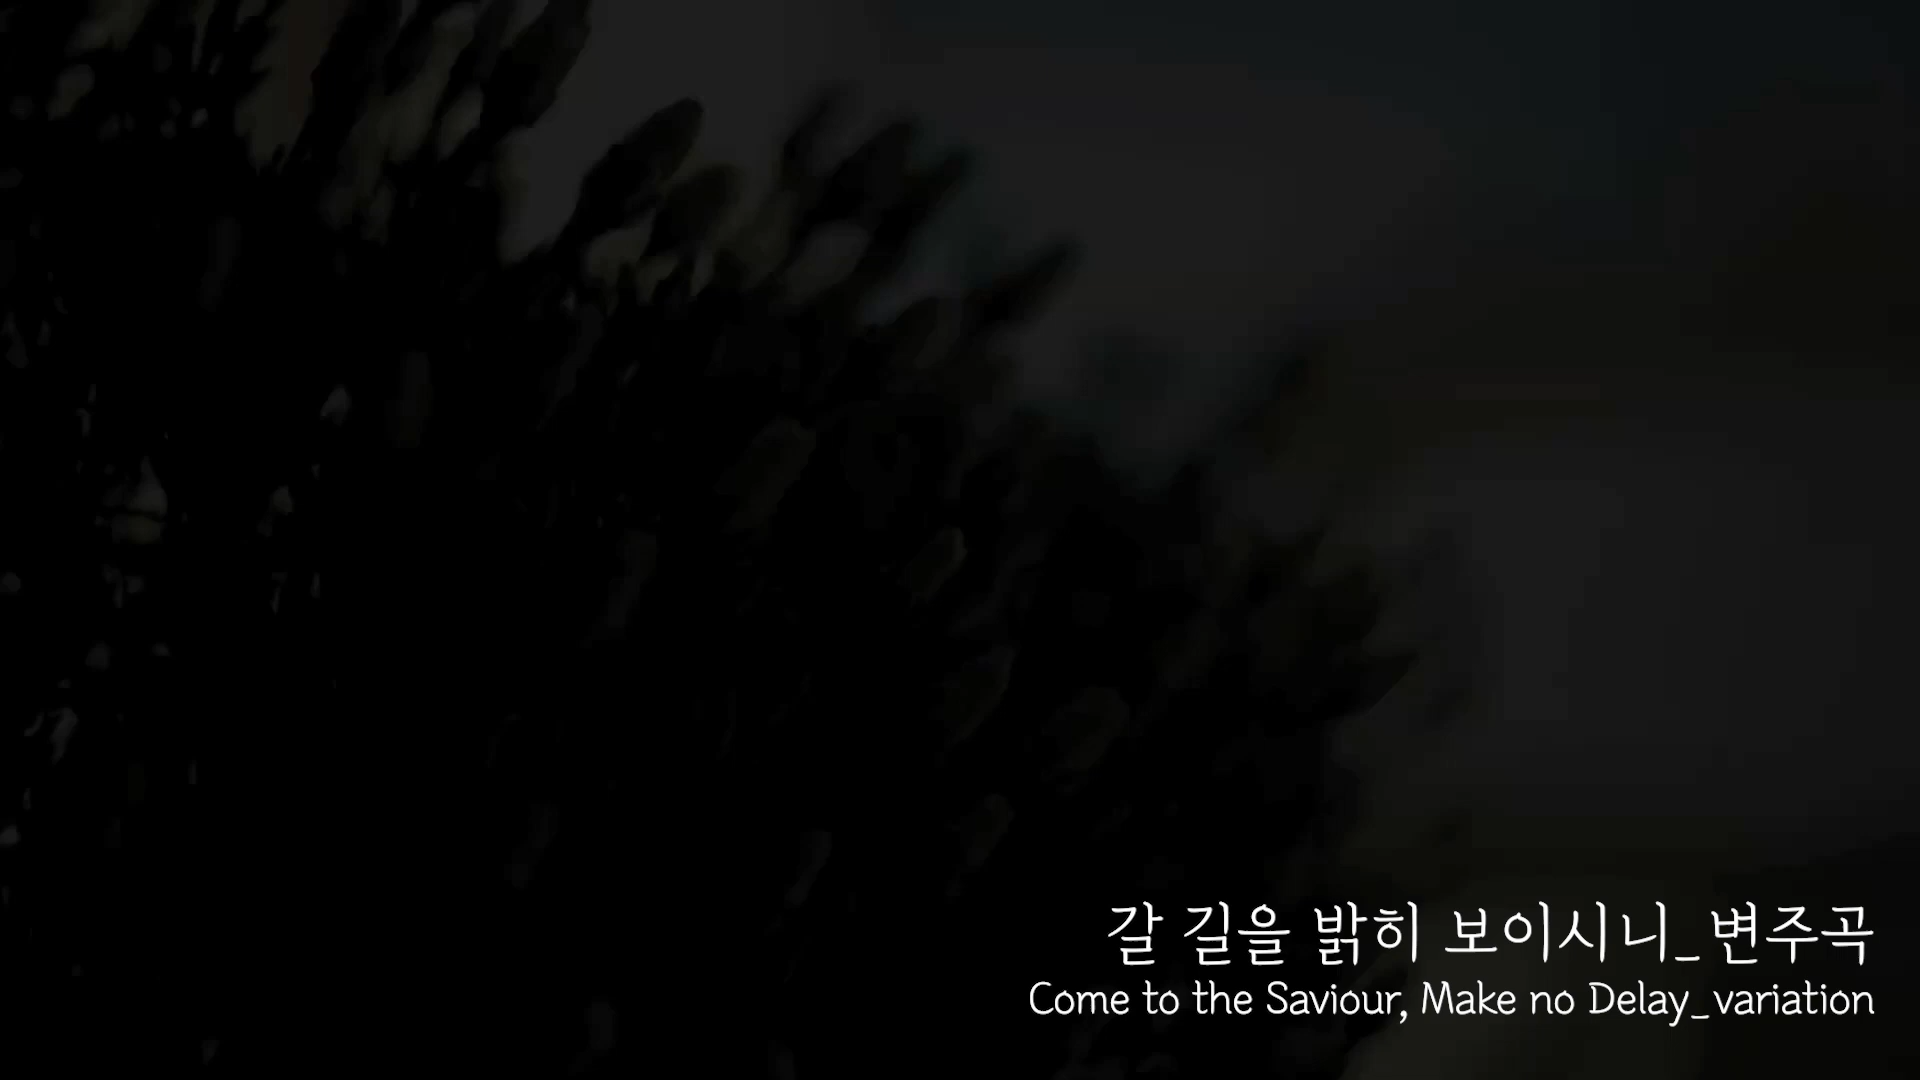 갈 길을 밝히 보이시니_변주곡
Come to the Saviour, Make no Delay_variation